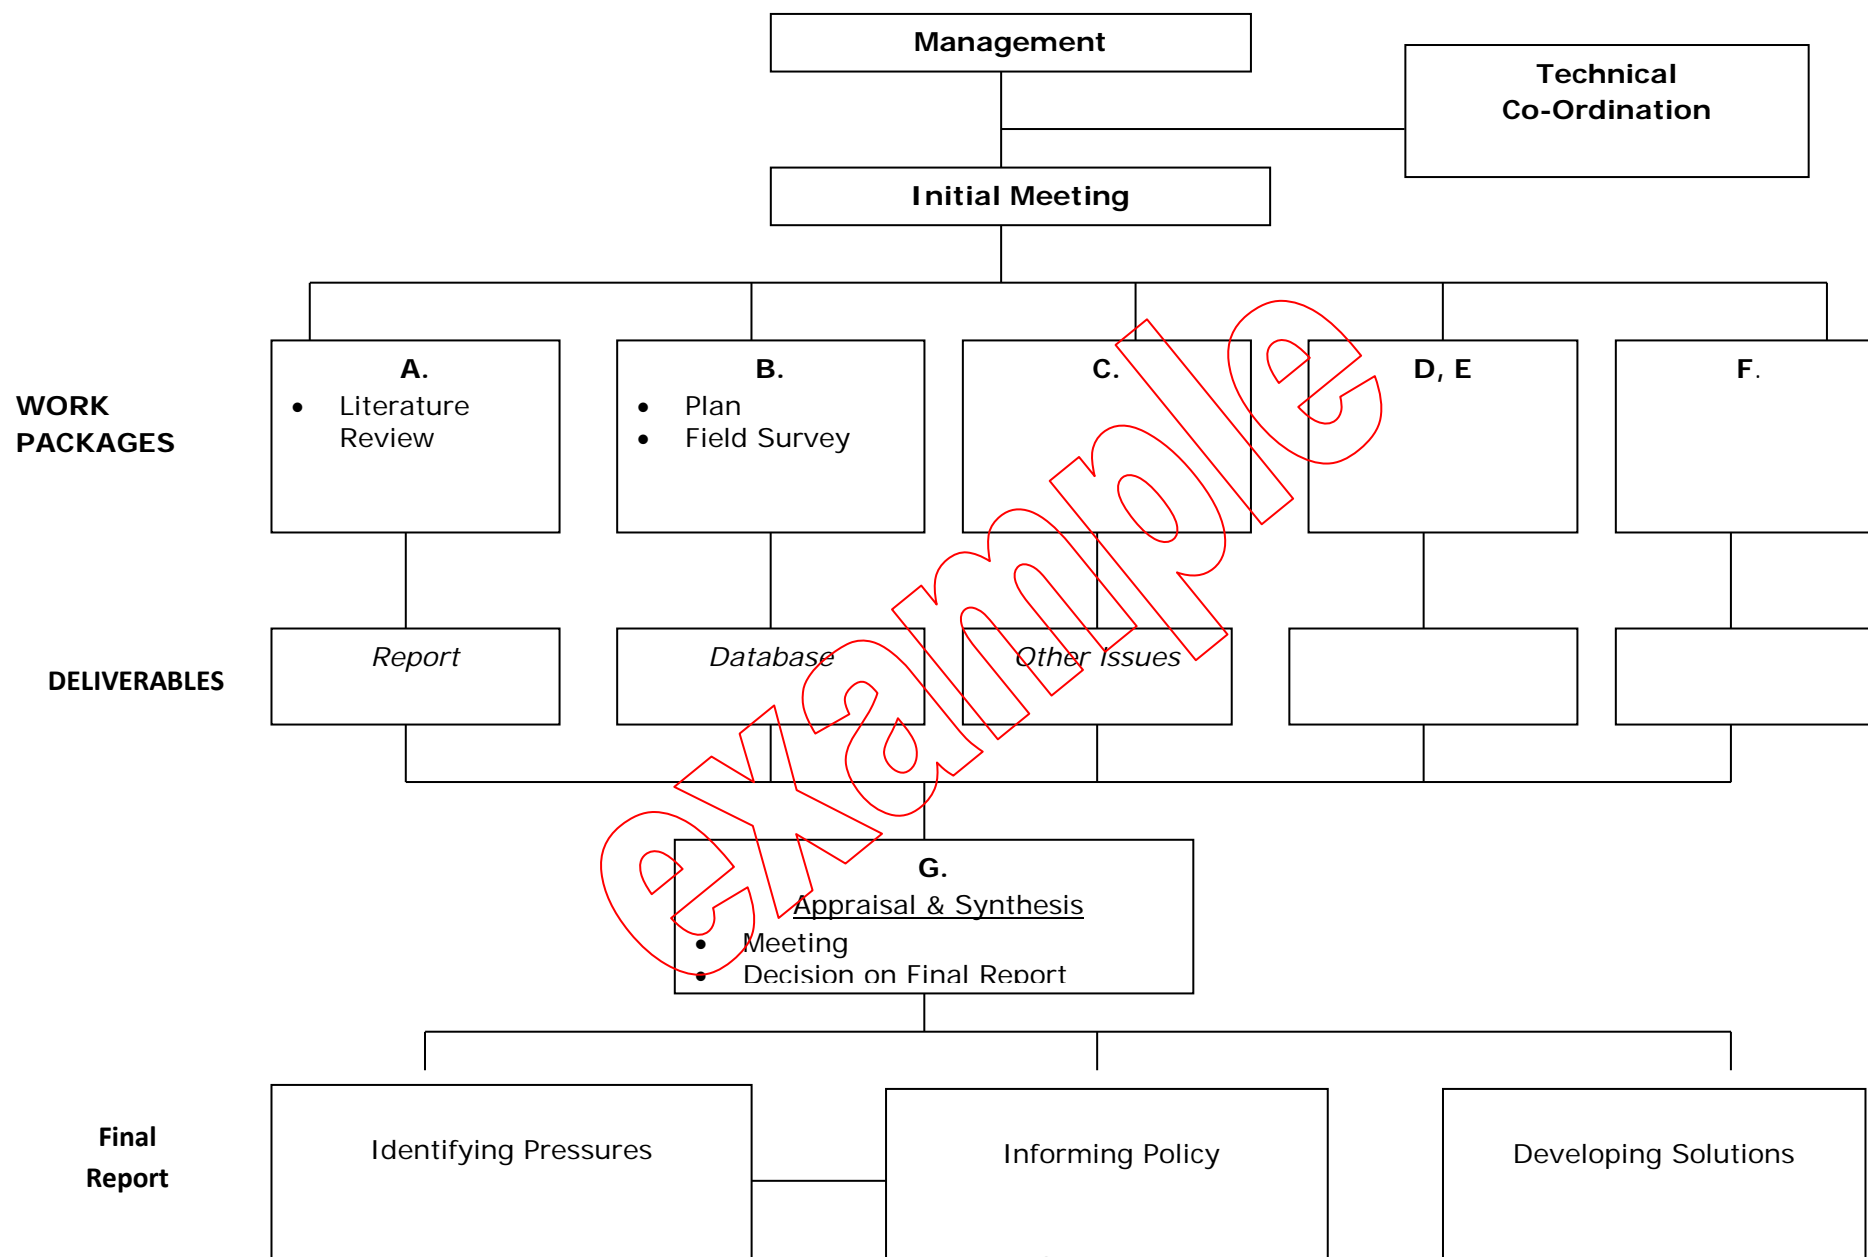 Management
Technical
Co-Ordination
Initial Meeting
WORK
PACKAGES
A.
• Literature
Review
B.
• Plan
• Field Survey
C.
D, E
F.
DELIVERABLES
Report
Database
Other Issues
G.
Appraisal & Synthesis
• Meeting
• Decision on Final Report
Final
Report
Identifying Pressures
Informing Policy
Developing Solutions
example